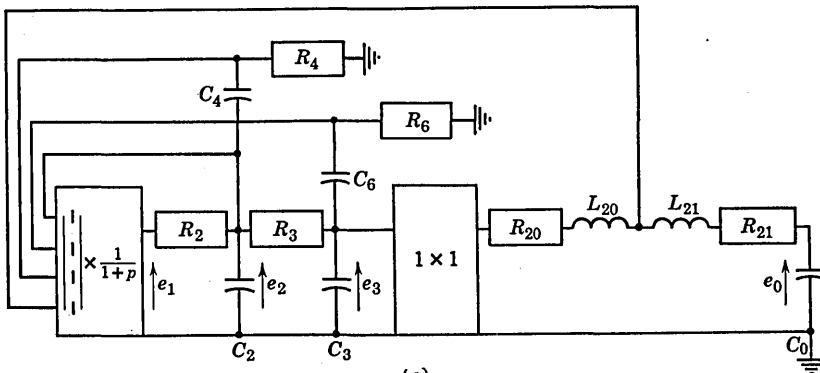 R₄
C₄
R₆
C₆
R₂
R₃
R₂₀
L₂₀
L₂₁
R₂₁
× 1/(1+p)
1 × 1
e₁
e₂
e₃
e₀
C₂
C₃
C₀